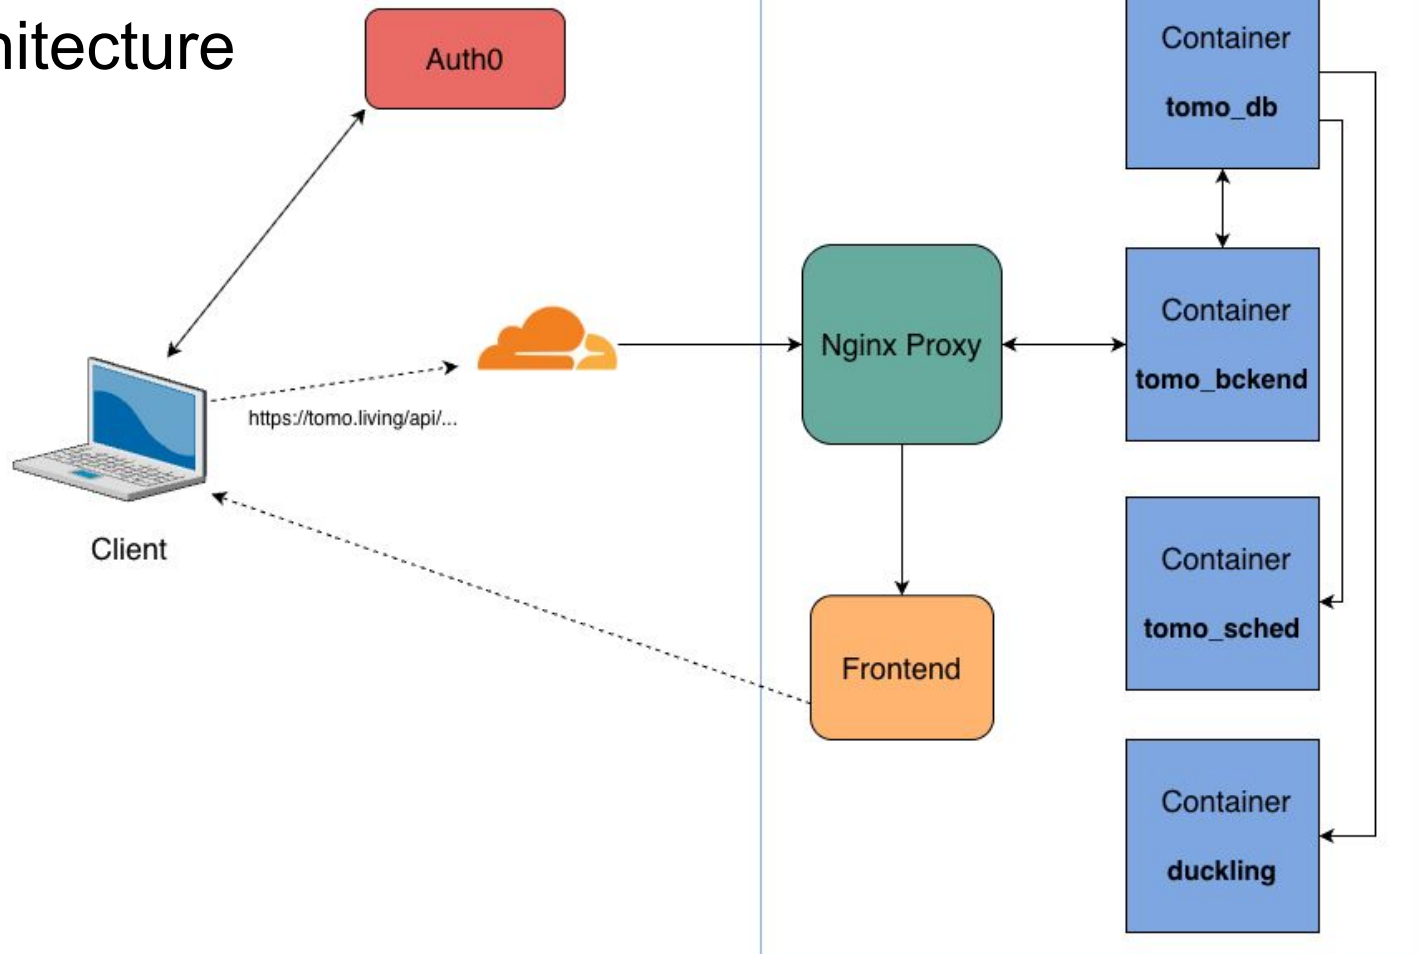 hitecture
Auth0
Container
tomo_db
Nginx Proxy
Container
tomo_bckend
https://tomo.living/api/...
Client
Container
tomo_sched
Frontend
Container
duckling